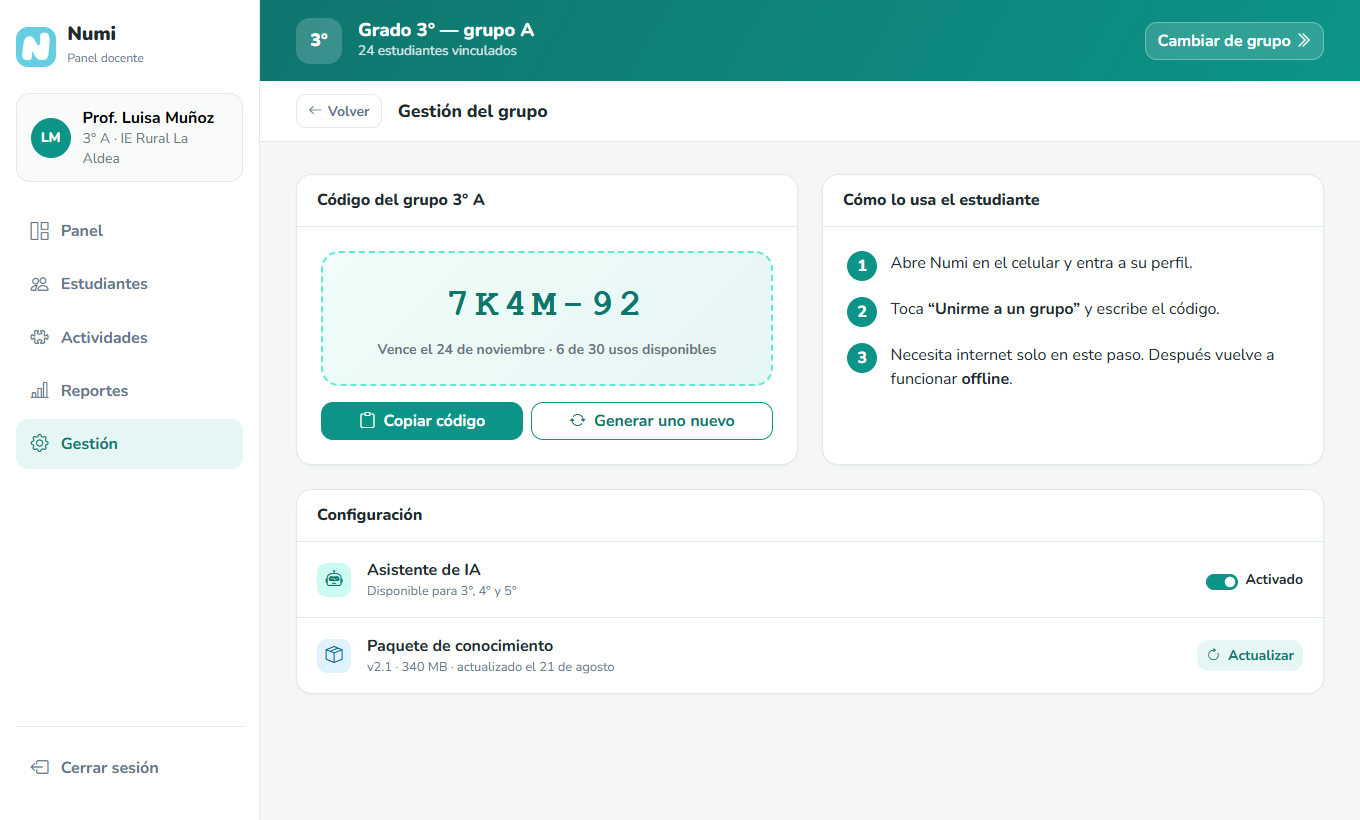 Numi
Panel docente
LM
Prof. Luisa Muñoz
3° A · IE Rural La
Aldea
Panel
Estudiantes
Actividades
Reportes
Gestión
Cerrar sesión
3°
Grado 3° — grupo A
24 estudiantes vinculados
Cambiar de grupo
Volver
Gestión del grupo
Código del grupo 3° A
7K4M-92
Vence el 24 de noviembre · 6 de 30 usos disponibles
Copiar código
Generar uno nuevo
Cómo lo usa el estudiante
1 Abre Numi en el celular y entra a su perfil.
2 Toca “Unirme a un grupo” y escribe el código.
3 Necesita internet solo en este paso. Después vuelve a
funcionar offline.
Configuración
Asistente de IA
Disponible para 3°, 4° y 5°
Activado
Paquete de conocimiento
v2.1 · 340 MB · actualizado el 21 de agosto
Actualizar